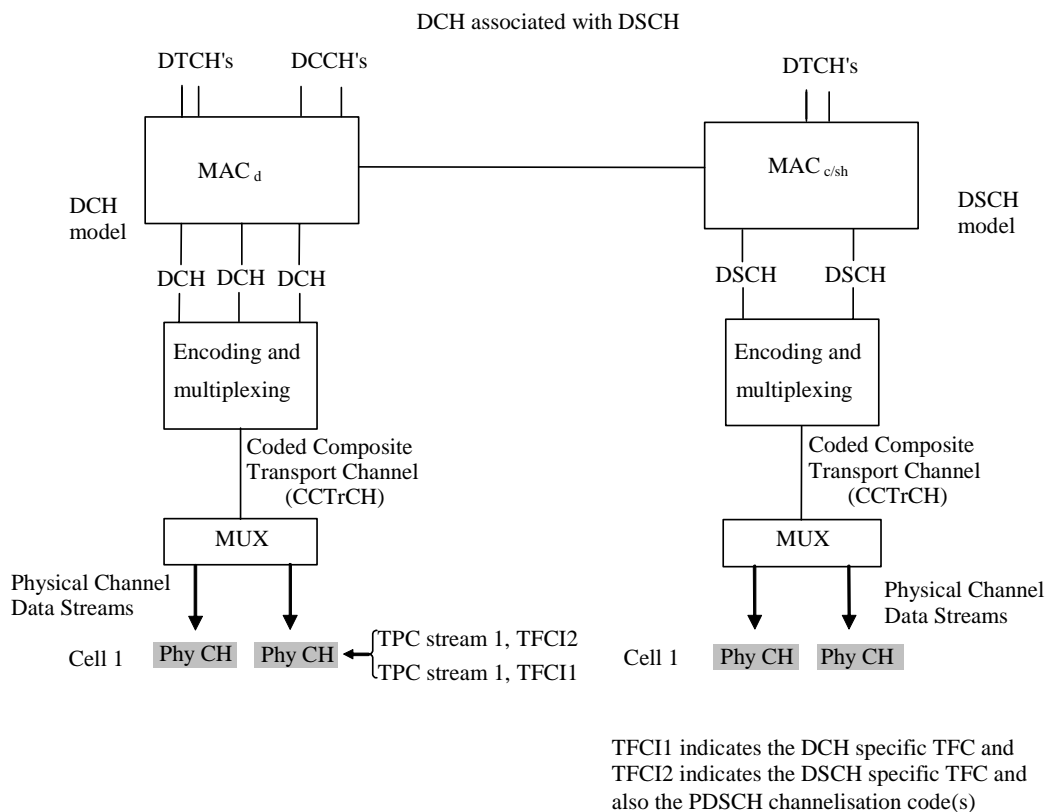 DCH associated with DSCH
DTCH's
DCCH's
DTCH's
MAC d
MAC c/sh
DCH
model
DSCH
model
DCH
DCH
DCH
DSCH
DSCH
Encoding and
multiplexing
Encoding and
multiplexing
Coded Composite
Transport Channel
(CCTrCH)
Coded Composite
Transport Channel
(CCTrCH)
MUX
MUX
Physical Channel
Data Streams
Physical Channel
Data Streams
Cell 1
Phy CH
Phy CH
TPC stream 1, TFCI2
TPC stream 1, TFCI1
Cell 1
Phy CH
Phy CH
TFCI1 indicates the DCH specific TFC and
TFCI2 indicates the DSCH specific TFC and
also the PDSCH channelisation code(s)